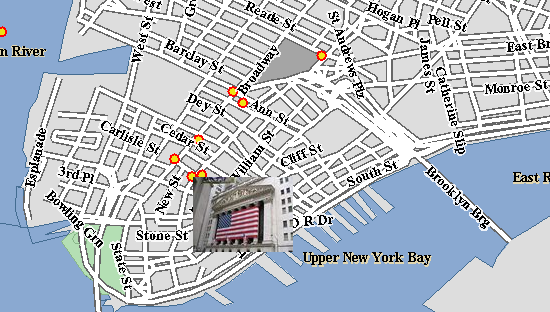 Reade St
Hogan Pl
Pell St
St Andrews Plz
James St
Catherine Slip
East B
Monroe S
West St
Gr
n River
Barclay St
Broadway
Dey St
Ann St
Cedar St
Carlisle St
William St
Cliff St
South St
Esplanade
3rd Pl
New St
Bowling Grn
State St
Stone St
D R Dr
Brooklyn Brg
East R
Upper New York Bay